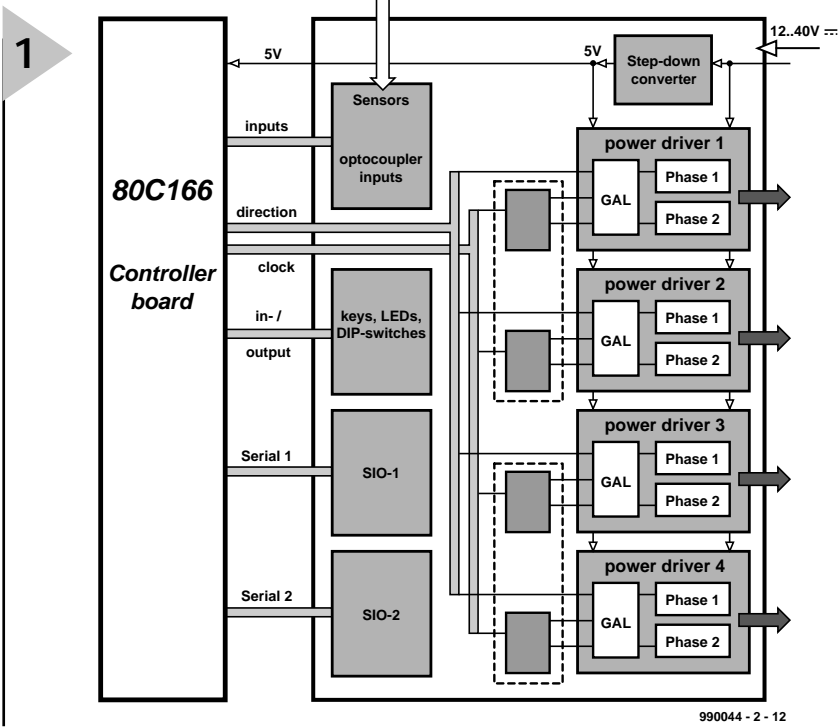 1
12..40V
5V
5V
Step-down
converter
Sensors
optocoupler
inputs
inputs
80C166
Controller
board
direction
clock
in- /
output
keys, LEDs,
DIP-switches
Serial 1
SIO-1
Serial 2
SIO-2
power driver 1
GAL
Phase 1
Phase 2
power driver 2
GAL
Phase 1
Phase 2
power driver 3
GAL
Phase 1
Phase 2
power driver 4
GAL
Phase 1
Phase 2
990044 - 2 - 12